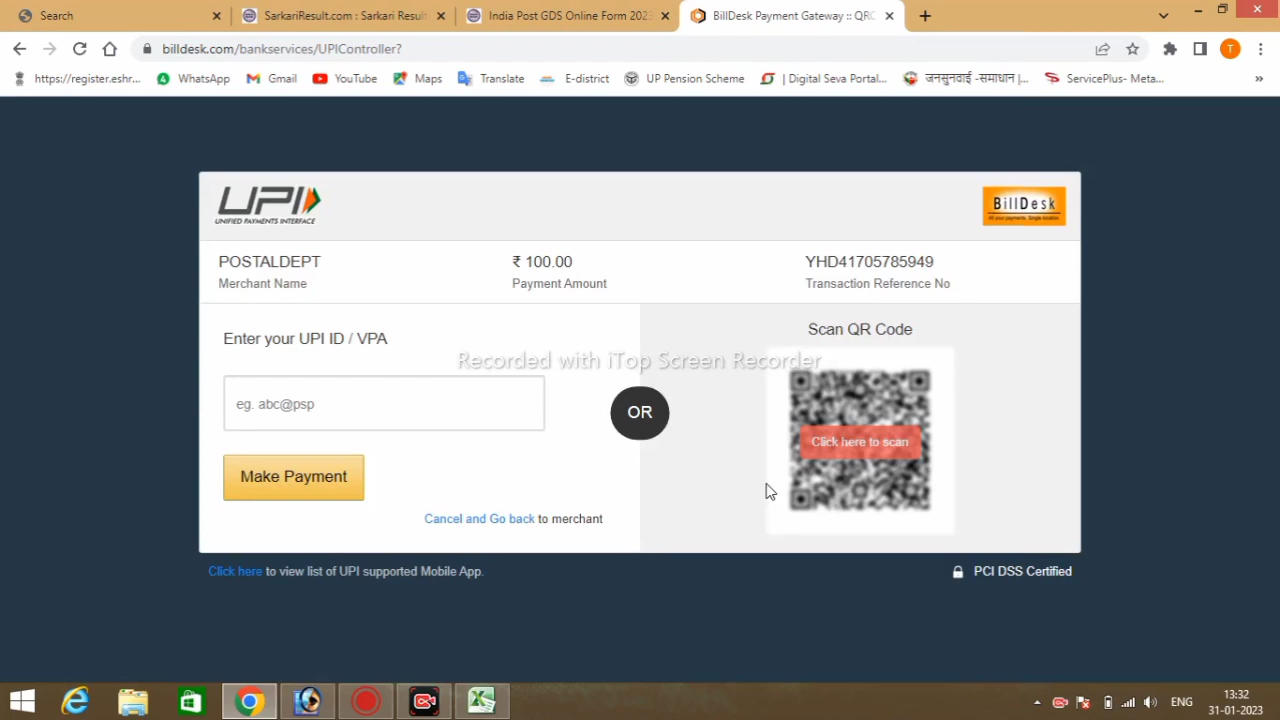 Search
SarkariResult.com : Sarkari Result
India Post GDS Online Form 2023
BillDesk Payment Gateway :: QRC
billdesk.com/bankservices/UPIController?
T
https://register.eshr...
WhatsApp
Gmail
YouTube
Maps
Translate
E-district
UP Pension Scheme
| Digital Seva Portal...
जनसुनवाई -समाधान |...
ServicePlus- Meta...
»
UPI
UNIFIED PAYMENTS INTERFACE
BillDesk
All your payments. Single location.
POSTALDEPT
₹ 100.00
YHD41705785949
Merchant Name
Payment Amount
Transaction Reference No
Enter your UPI ID / VPA
Scan QR Code
Recorded with iTop Screen Recorder
eg. abc@psp
OR
Click here to scan
Make Payment
Cancel and Go back to merchant
Click here to view list of UPI supported Mobile App.
PCI DSS Certified
ENG
13:32
31-01-2023